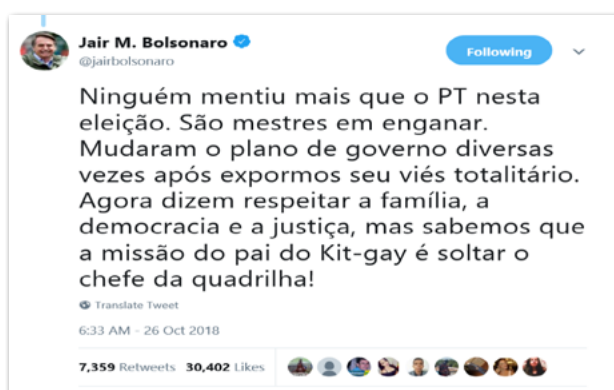 Jair M. Bolsonaro
@jairbolsonaro
Following
Ninguém mentiu mais que o PT nesta
eleição. São mestres em enganar.
Mudaram o plano de governo diversas
vezes após expormos seu viés totalitário.
Agora dizem respeitar a família, a
democracia e a justiça, mas sabemos que
a missão do pai do Kit-gay é soltar o
chefe da quadrilha!
Translate Tweet
6:33 AM - 26 Oct 2018
7,359 Retweets 30,402 Likes